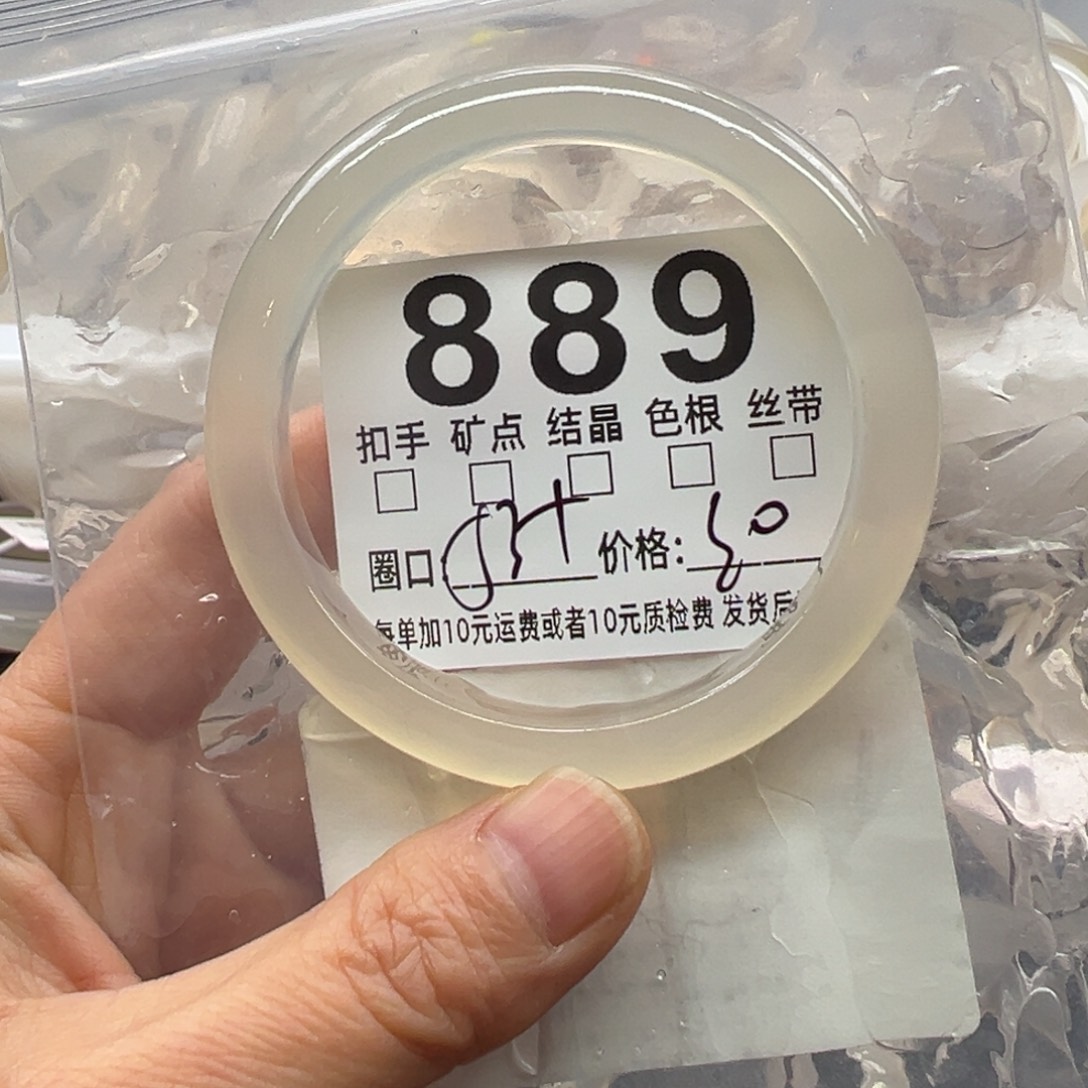 889
扣手 矿点 结晶 色根 丝带
圈口 价格:
每单加10元运费或者10元质检费 发货后